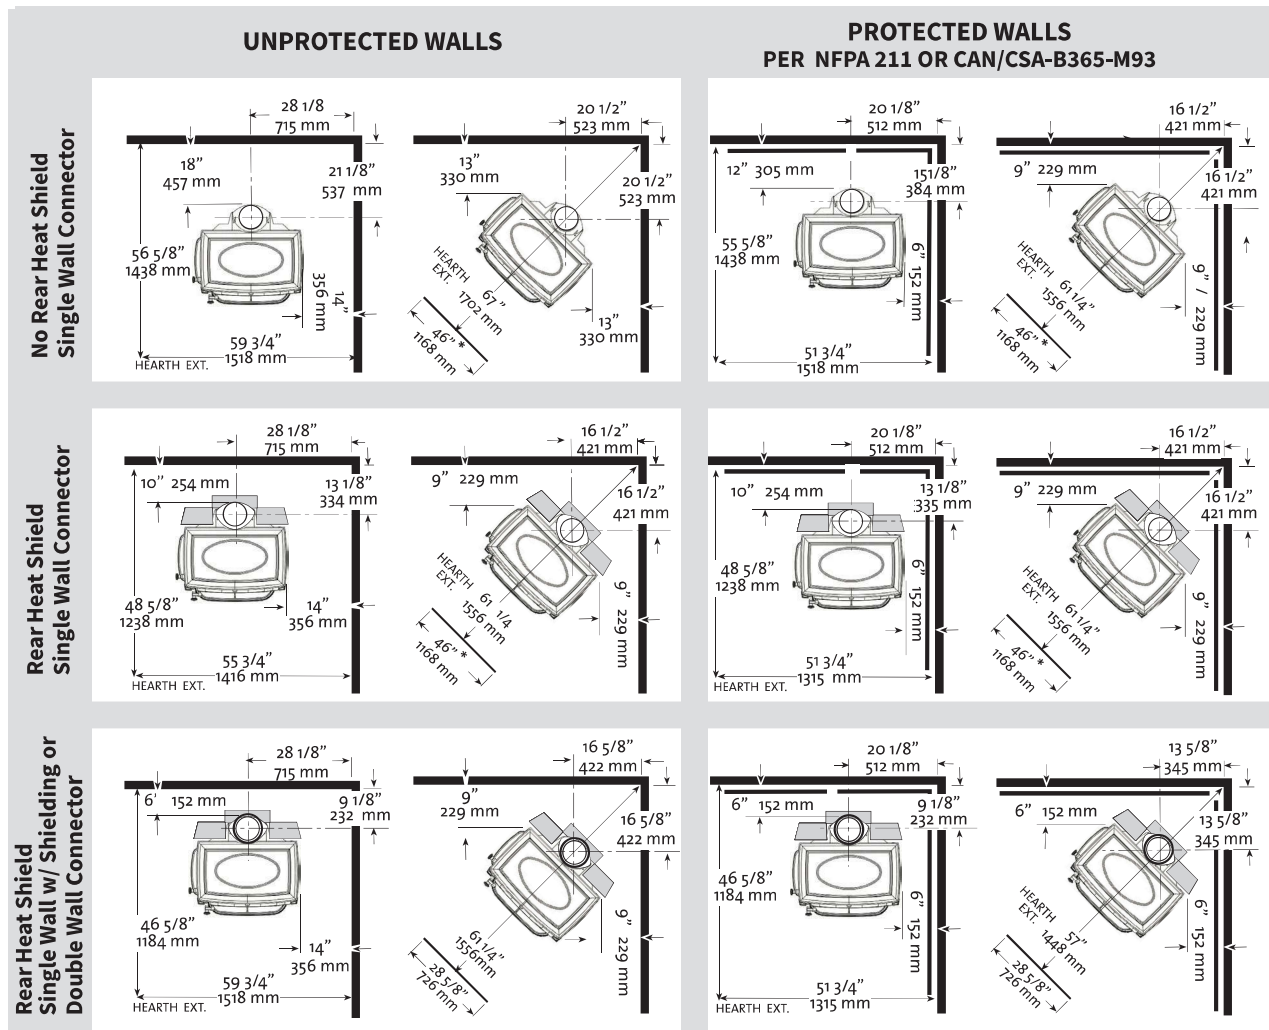 UNPROTECTED WALLS
PROTECTED WALLS
PER NFPA 211 OR CAN/CSA-B365-M93
No Rear Heat Shield
Single Wall Connector
28 1/8
715 mm
18”
457 mm
21 1/8”
537 mm
56 5/8”
1438 mm
14”
356 mm
59 3/4”
1518 mm
HEARTH EXT.
20 1/2”
523 mm
13”
330 mm
20 1/2”
523 mm
HEARTH
EXT.
67 ”
1702 mm
46” *
1168 mm
13”
330 mm
20 1/8”
512 mm
12” 305 mm
151/8”
384 mm
55 5/8”
1438 mm
6” 152 mm
51 3/4”
1518 mm
16 1/2”
421 mm
9” 229 mm
16 1/2”
421 mm
HEARTH
EXT.
61 1/4”
1556 mm
46” *
1168 mm
9” / 229 mm
Rear Heat Shield
Single Wall Connector
28 1/8”
715 mm
10” 254 mm
13 1/8”
334 mm
48 5/8”
1238 mm
14”
356 mm
55 3/4”
1416 mm
HEARTH EXT.
16 1/2”
421 mm
9” 229 mm
16 1/2”
421 mm
HEARTH
EXT.
61 1/4
1556 mm
46” *
1168 mm
9” 229 mm
20 1/8”
512 mm
10” 254 mm
13 1/8”
335 mm
48 5/8”
1238 mm
6” 152 mm
51 3/4”
1315 mm
HEARTH EXT.
16 1/2”
421 mm
9” 229 mm
16 1/2”
421 mm
HEARTH
EXT.
61 1/4”
1556 mm
46” *
1168 mm
9” 229 mm
Rear Heat Shield
Single Wall w/ Shielding or
Double Wall Connector
28 1/8”
715 mm
6' 152 mm
9 1/8”
232 mm
46 5/8”
1184 mm
14”
356 mm
59 3/4”
1518 mm
HEARTH EXT.
16 5/8”
422 mm
9”
229 mm
16 5/8”
422 mm
61 1/4”
1556mm
28 5/8”
726 mm
9” 229 mm
20 1/8”
512 mm
6” 152 mm
9 1/8”
232 mm
46 5/8”
1184 mm
6” 152 mm
51 3/4”
1315 mm
HEARTH EXT.
13 5/8”
345 mm
6” 152 mm
13 5/8”
345 mm
HEARTH
EXT.
57”
1448 mm
28 5/8”
726 mm
6” 152 mm